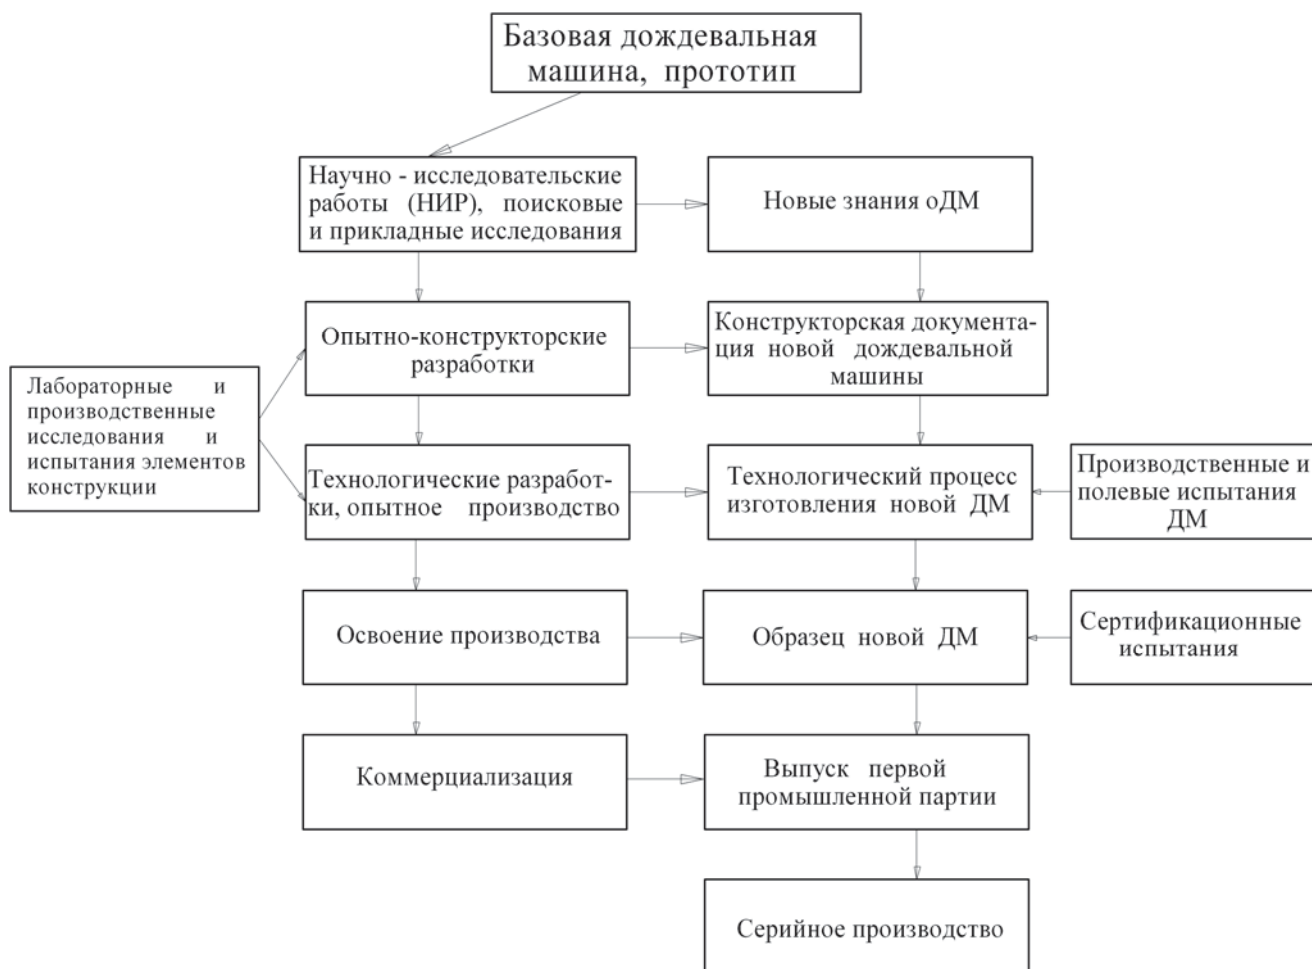 Базовая дождевальная
машина, прототип
Научно - исследовательские
работы (НИР), поисковые
и прикладные исследования
Новые знания оДМ
Опытно-конструкторские
разработки
Конструкторская документа-
ция новой дождевальной
машины
Лабораторные и
производственные
исследования и
испытания элементов
конструкции
Технологические разработ-
ки, опытное производство
Технологический процесс
изготовления новой ДМ
Производственные и
полевые испытания
ДМ
Освоение производства
Образец новой ДМ
Сертификационные
испытания
Коммерциализация
Выпуск первой
промышленной партии
Серийное производство